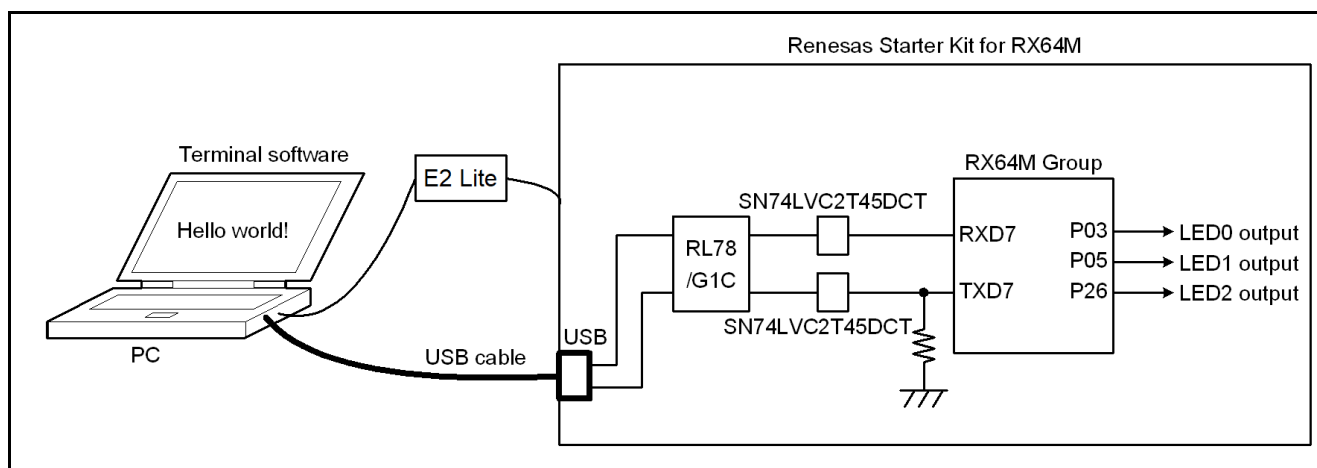 Renesas Starter Kit for RX64M
Terminal software
Hello world!
PC
E2 Lite
USB cable
USB
RL78
/G1C
SN74LVC2T45DCT
SN74LVC2T45DCT
RX64M Group
RXD7
TXD7
P03
P05
P26
LED0 output
LED1 output
LED2 output